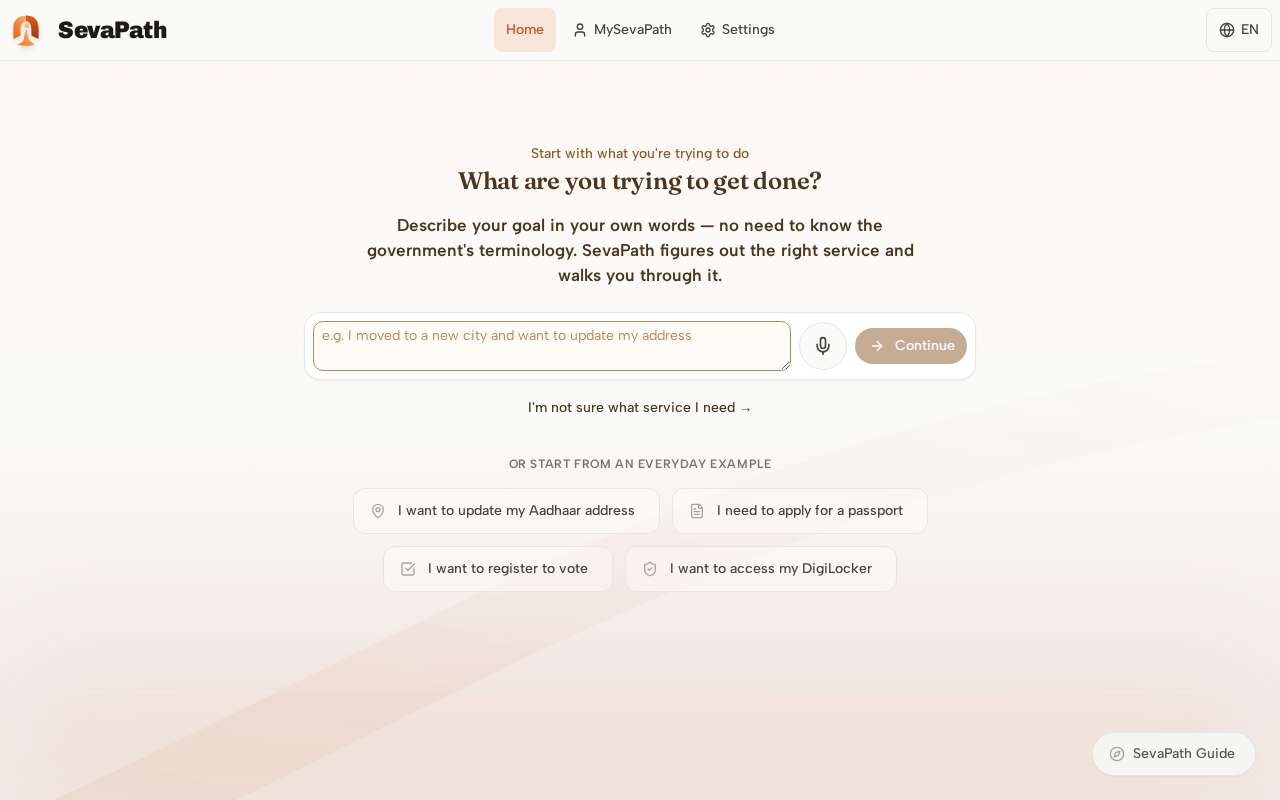 SevaPath
Home
MySevaPath
Settings
EN
Start with what you're trying to do
What are you trying to get done?
Describe your goal in your own words — no need to know the
government's terminology. SevaPath figures out the right service and
walks you through it.
e.g. I moved to a new city and want to update my address
Continue
I'm not sure what service I need →
OR START FROM AN EVERYDAY EXAMPLE
I want to update my Aadhaar address
I need to apply for a passport
I want to register to vote
I want to access my DigiLocker
SevaPath Guide